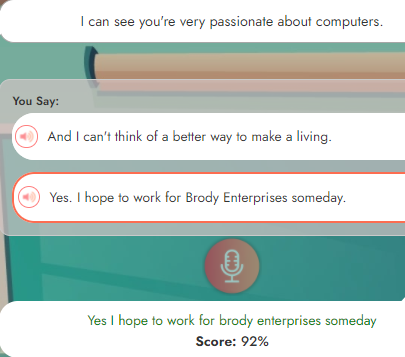 I can see you're very passionate about computers.
You Say:
And I can't think of a better way to make a living.
Yes. I hope to work for Brody Enterprises someday.
Yes I hope to work for brody enterprises someday
Score: 92%